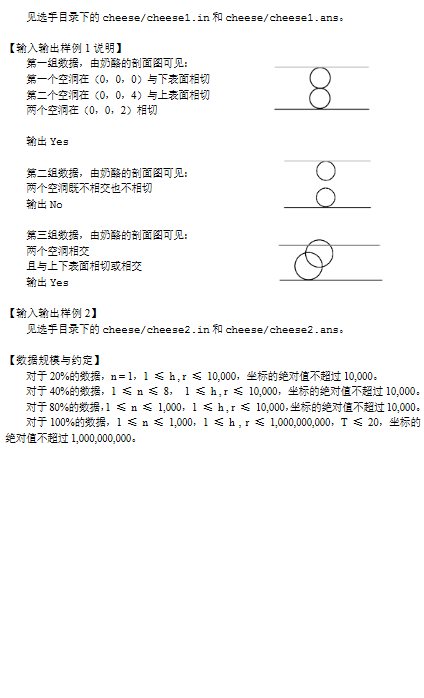 见选手目录下的 cheese/cheese1.in 和 cheese/cheese1.ans。
【输入输出样例 1 说明】
第一组数据，由奶酪的剖面图可见：
第一个空洞在（0，0，0）与下表面相切
第二个空洞在（0，0，4）与上表面相切
两个空洞在（0，0，2）相切
输出 Yes
第二组数据，由奶酪的剖面图可见：
两个空洞既不相交也不相切
输出 No
第三组数据，由奶酪的剖面图可见：
两个空洞相交
且与上下表面相切或相交
输出 Yes
【输入输出样例 2】
见选手目录下的 cheese/cheese2.in 和 cheese/cheese2.ans。
【数据规模与约定】
对于 20%的数据，n = 1，1 ≤ h , r ≤ 10,000，坐标的绝对值不超过 10,000。
对于 40%的数据，1 ≤ n ≤ 8， 1 ≤ h , r ≤ 10,000，坐标的绝对值不超过 10,000。
对于 80%的数据，1 ≤ n ≤ 1,000，1 ≤ h , r ≤ 10,000，坐标的绝对值不超过 10,000。
对于 100%的数据，1 ≤ n ≤ 1,000，1 ≤ h , r ≤ 1,000,000,000，T ≤ 20，坐标的
绝对值不超过 1,000,000,000。